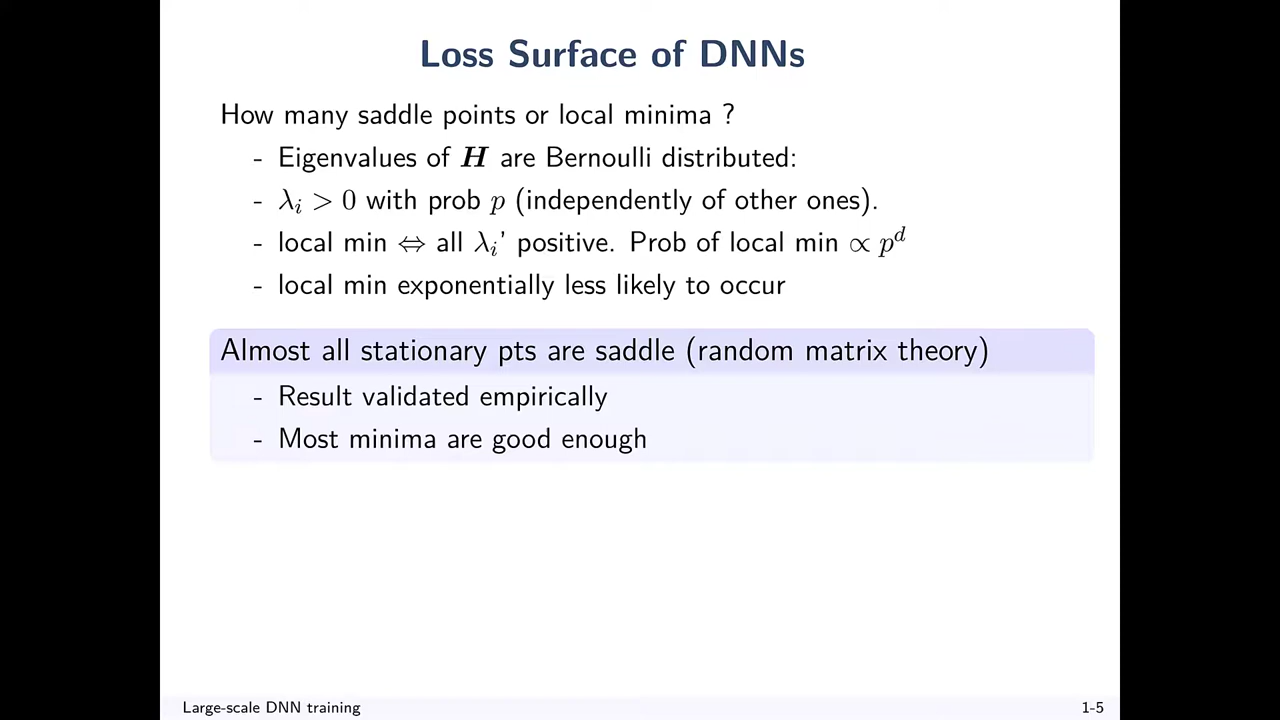 Loss Surface of DNNs
How many saddle points or local minima ?
- Eigenvalues of H are Bernoulli distributed:
- λᵢ > 0 with prob p (independently of other ones).
- local min ⇔ all λᵢ' positive. Prob of local min ∝ pᵈ
- local min exponentially less likely to occur
Almost all stationary pts are saddle (random matrix theory)
- Result validated empirically
- Most minima are good enough
Large-scale DNN training
1-5